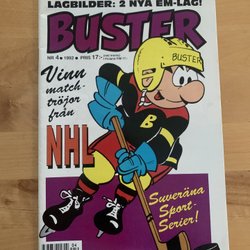 LAGBILDER: 2 NYA EM-LAG!
BUSTER
NR 4 • 1992 • PRIS 17:-
Vinn
match-
tröjor
från
NHL
BUSTER
B
Suveräna
Sport-
Serier!